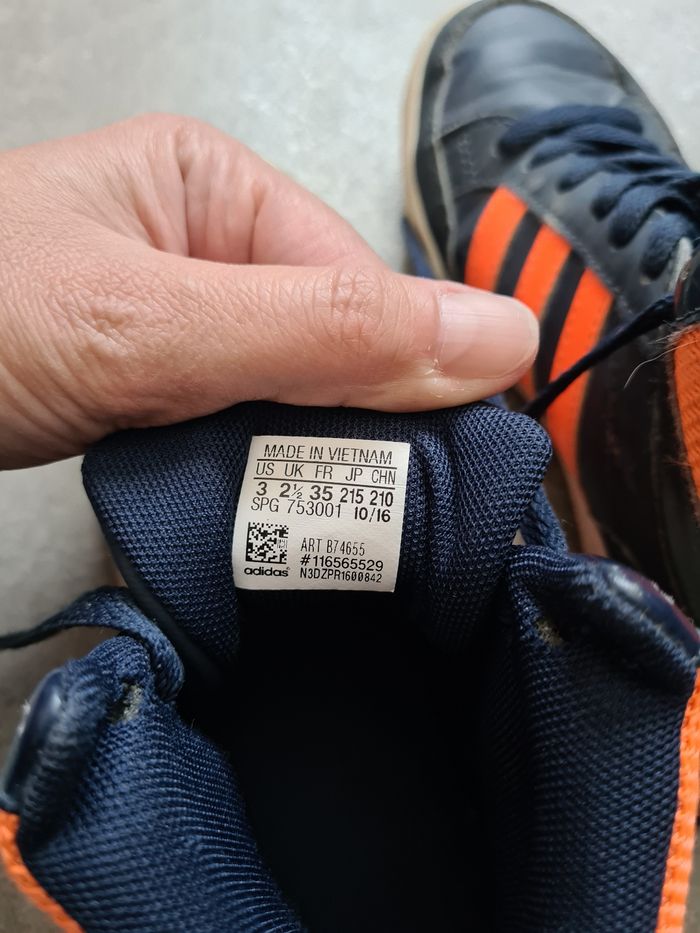 MADE IN VIETNAM
US UK FR JP CHN
3 2½ 35 215 210
SPG 753001 10/16
ART B74655
#116565529
adidas® N3DZPR1600842